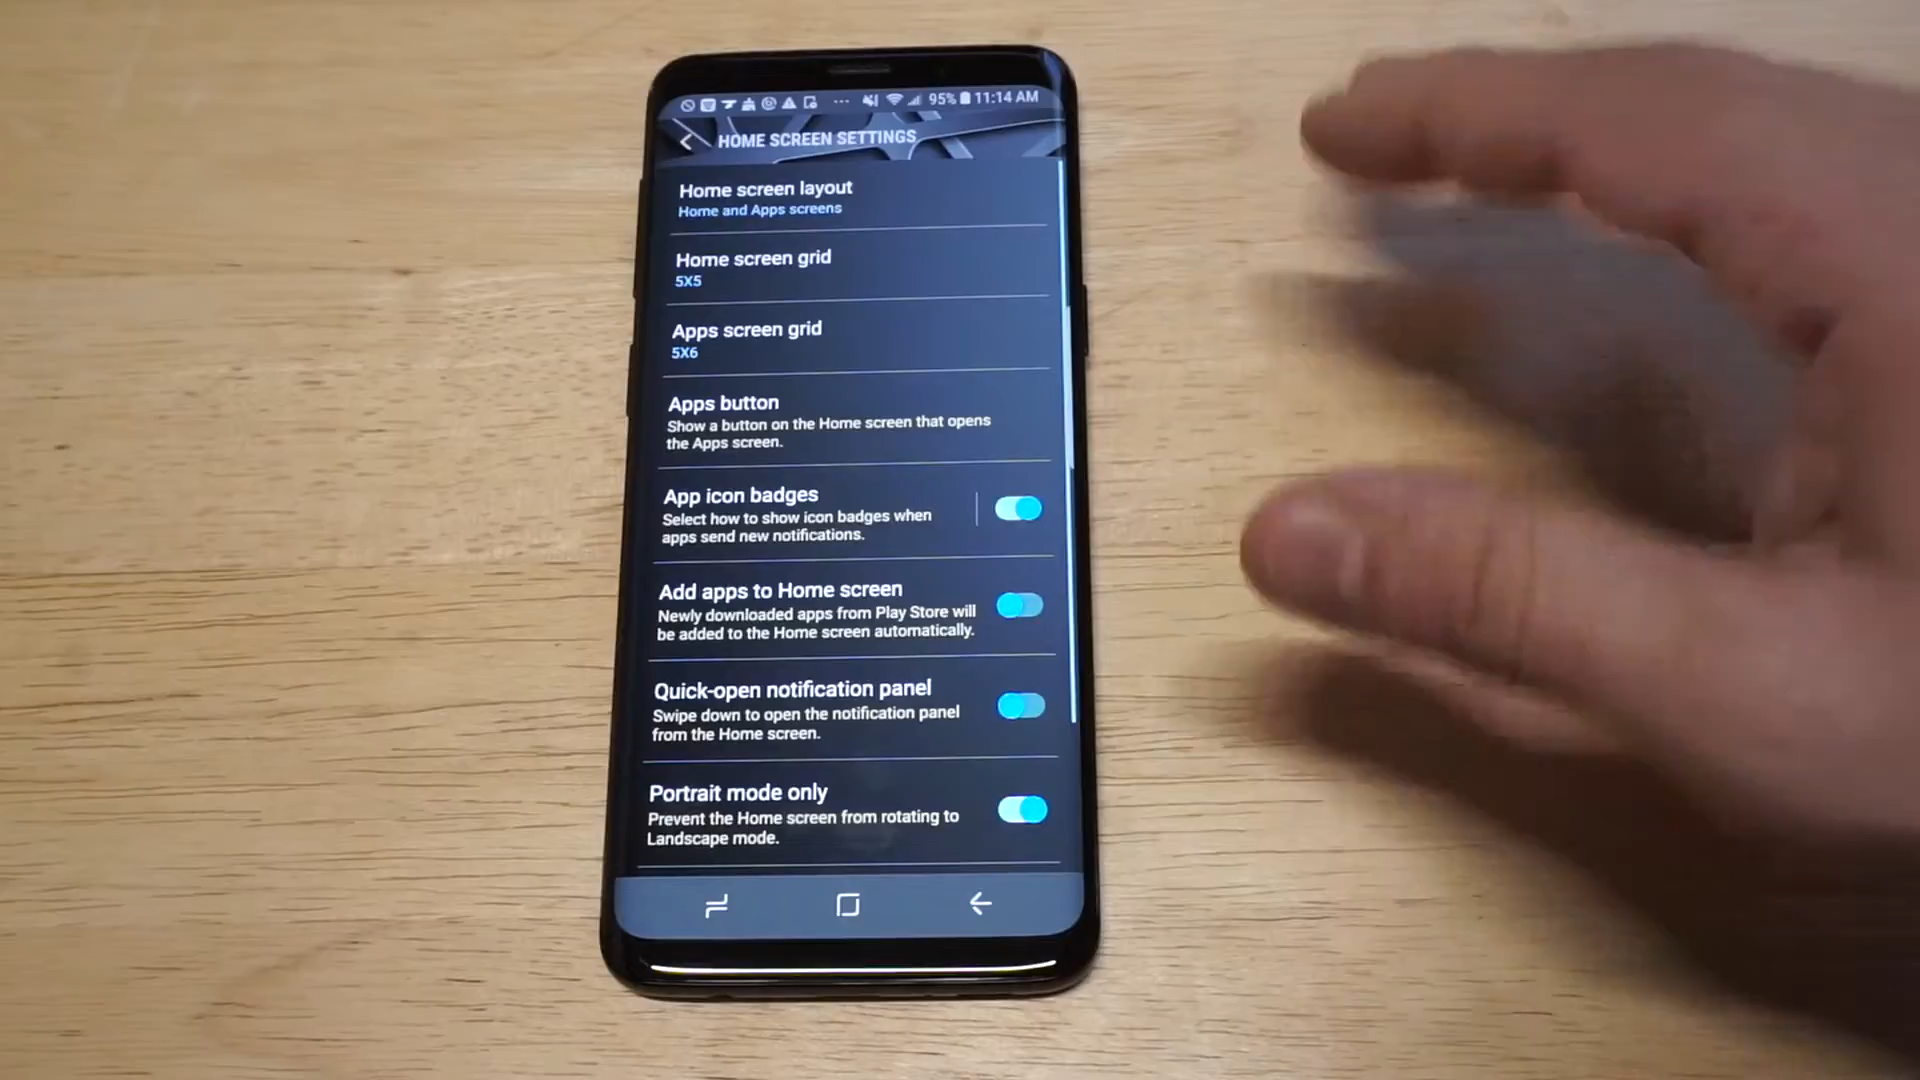 95% 11:14 AM
HOME SCREEN SETTINGS
Home screen layout
Home and Apps screens
Home screen grid
5X5
Apps screen grid
5X6
Apps button
Show a button on the Home screen that opens
the Apps screen.
App icon badges
Select how to show icon badges when
apps send new notifications.
Add apps to Home screen
Newly downloaded apps from Play Store will
be added to the Home screen automatically.
Quick-open notification panel
Swipe down to open the notification panel
from the Home screen.
Portrait mode only
Prevent the Home screen from rotating to
Landscape mode.